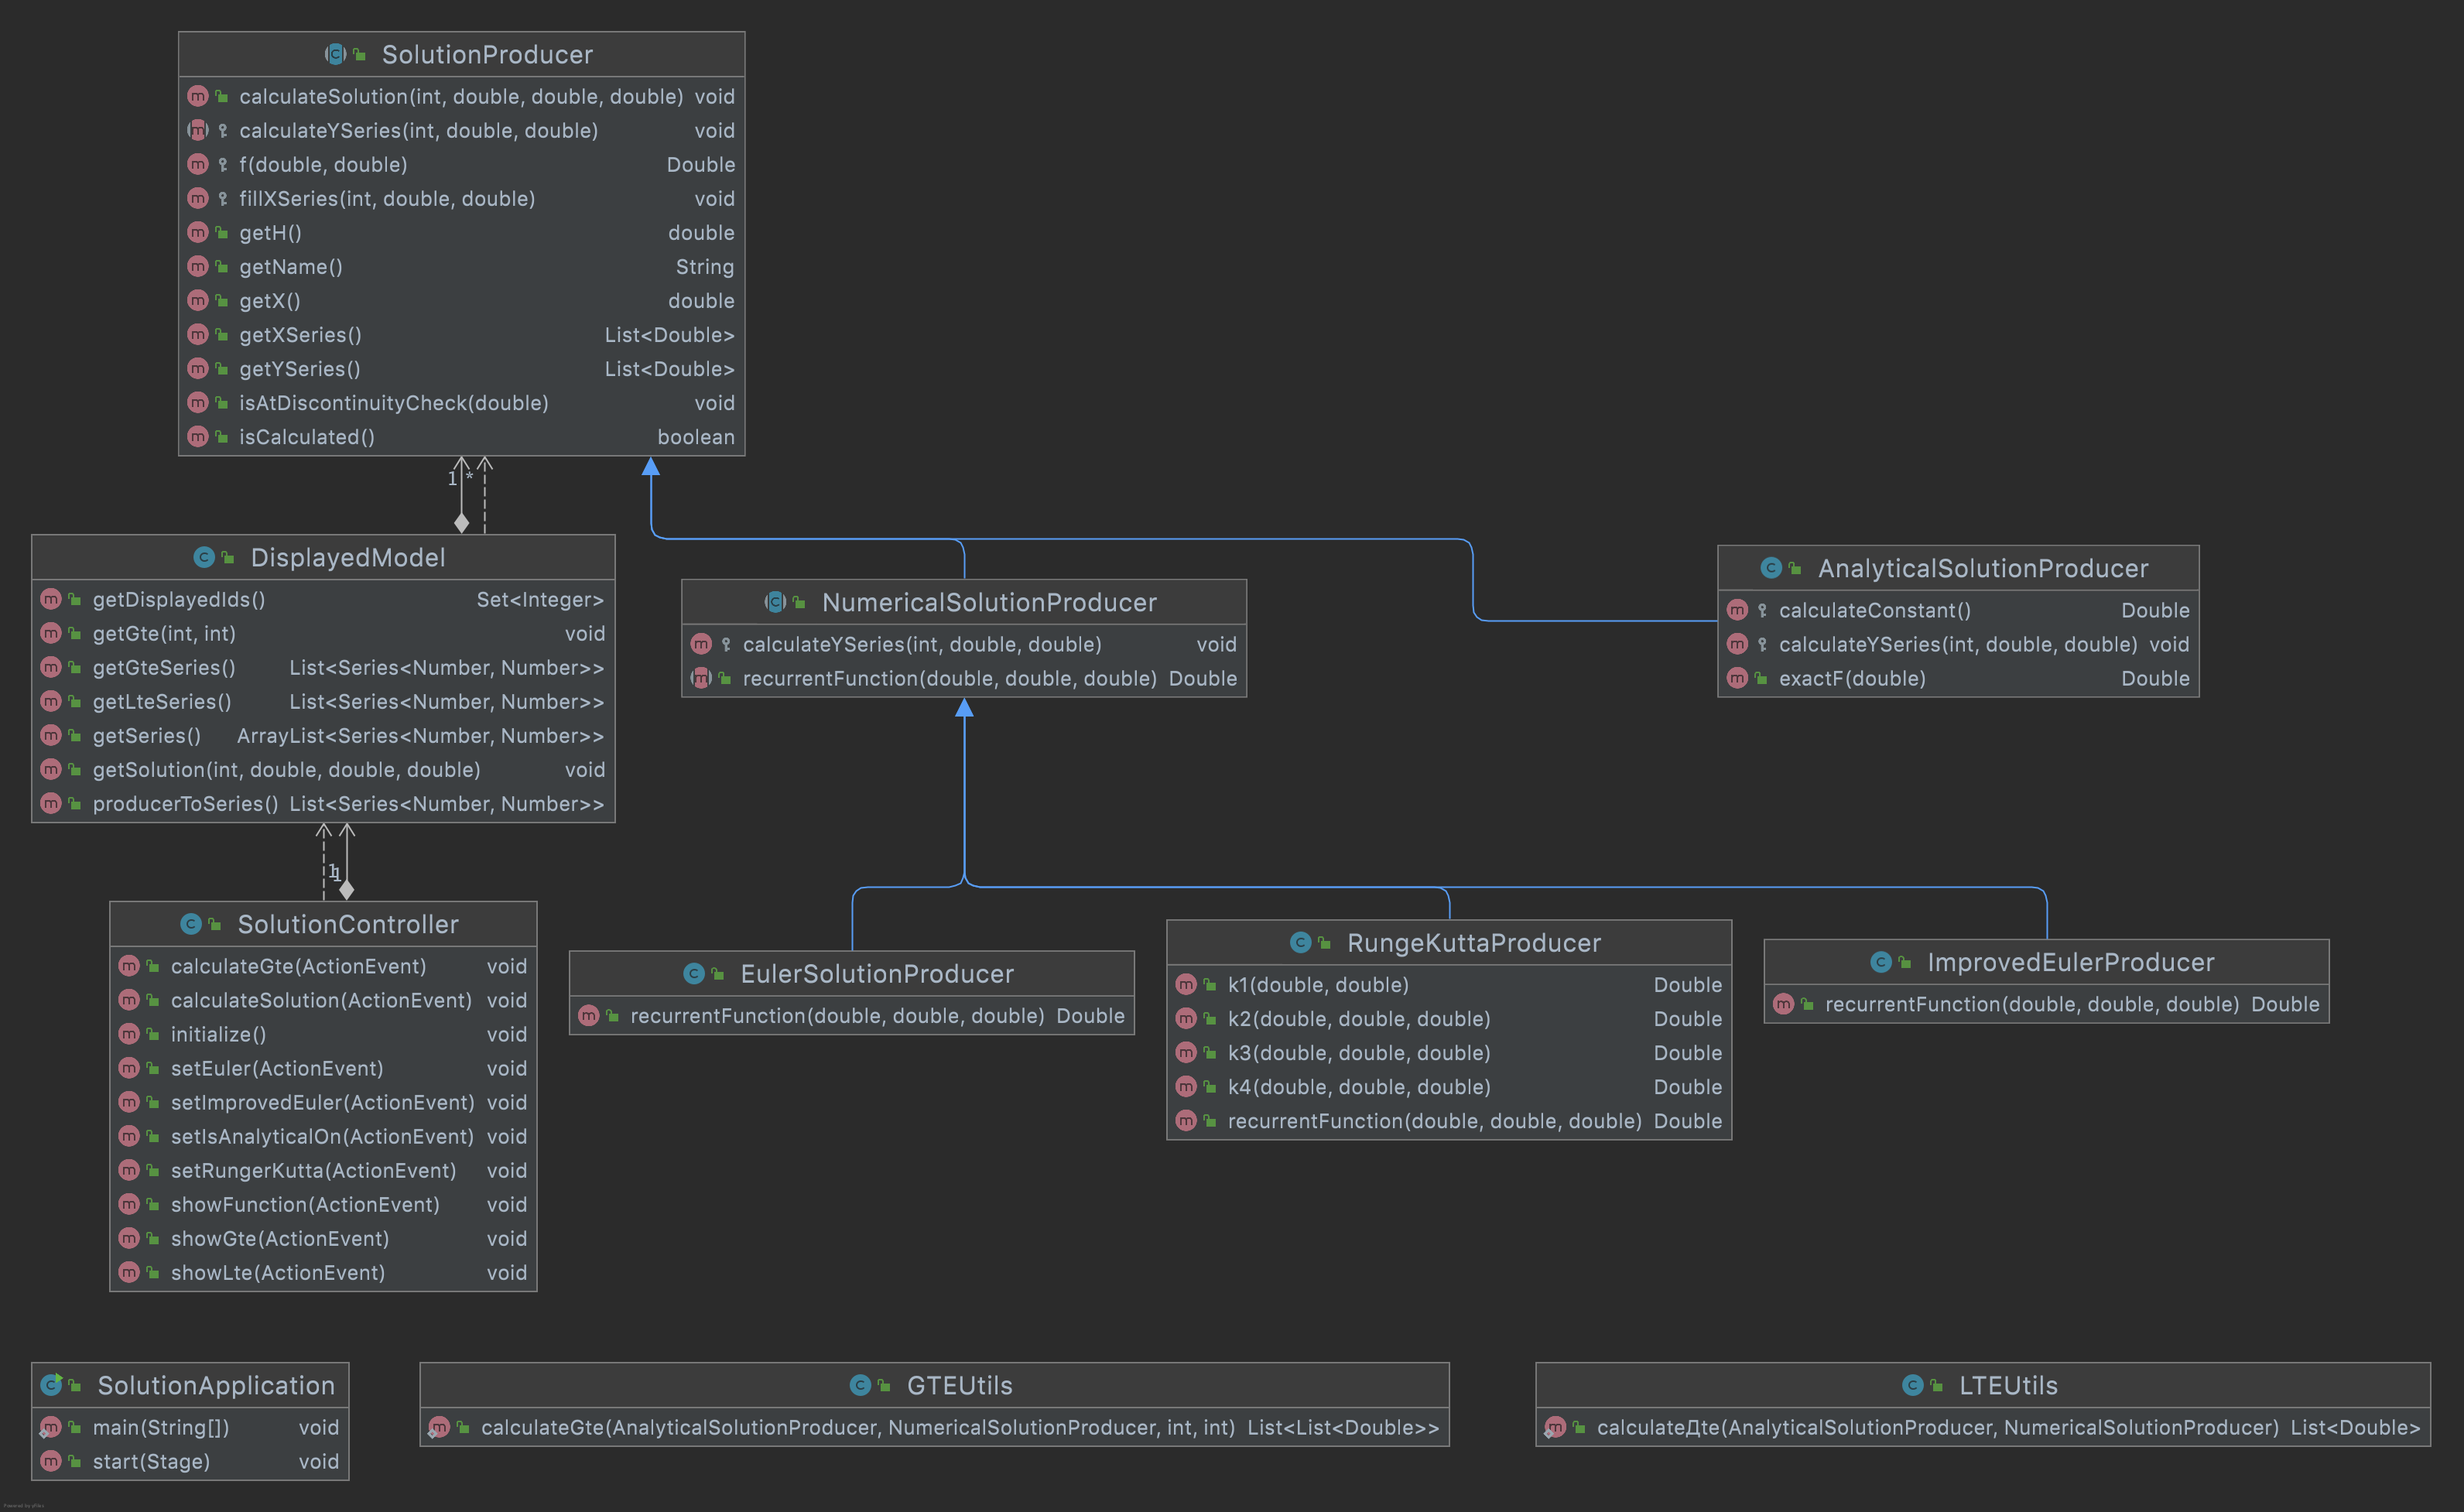 SolutionProducer
calculateSolution(int, double, double, double) void
calculateYSeries(int, double, double) void
f(double, double) Double
fillXSeries(int, double, double) void
getH() double
getName() String
getX() double
getXSeries() List<Double>
getYSeries() List<Double>
isAtDiscontinuityCheck(double) void
isCalculated() boolean
1 *
DisplayedModel
getDisplayedIds() Set<Integer>
getGte(int, int) void
getGteSeries() List<Series<Number, Number>>
getLteSeries() List<Series<Number, Number>>
getSeries() ArrayList<Series<Number, Number>>
getSolution(int, double, double, double) void
producerToSeries() List<Series<Number, Number>>
NumericalSolutionProducer
calculateYSeries(int, double, double) void
recurrentFunction(double, double, double) Double
AnalyticalSolutionProducer
calculateConstant() Double
calculateYSeries(int, double, double) void
exactF(double) Double
1
1
SolutionController
calculateGte(ActionEvent) void
calculateSolution(ActionEvent) void
initialize() void
setEuler(ActionEvent) void
setImprovedEuler(ActionEvent) void
setIsAnalyticalOn(ActionEvent) void
setRungerKutta(ActionEvent) void
showFunction(ActionEvent) void
showGte(ActionEvent) void
showLte(ActionEvent) void
EulerSolutionProducer
recurrentFunction(double, double, double) Double
RungeKuttaProducer
k1(double, double) Double
k2(double, double, double) Double
k3(double, double, double) Double
k4(double, double, double) Double
recurrentFunction(double, double, double) Double
ImprovedEulerProducer
recurrentFunction(double, double, double) Double
SolutionApplication
main(String[]) void
start(Stage) void
GTEUtils
calculateGte(AnalyticalSolutionProducer, NumericalSolutionProducer, int, int) List<List<Double>>
LTEUtils
calculateДte(AnalyticalSolutionProducer, NumericalSolutionProducer) List<Double>
Powered by yFiles